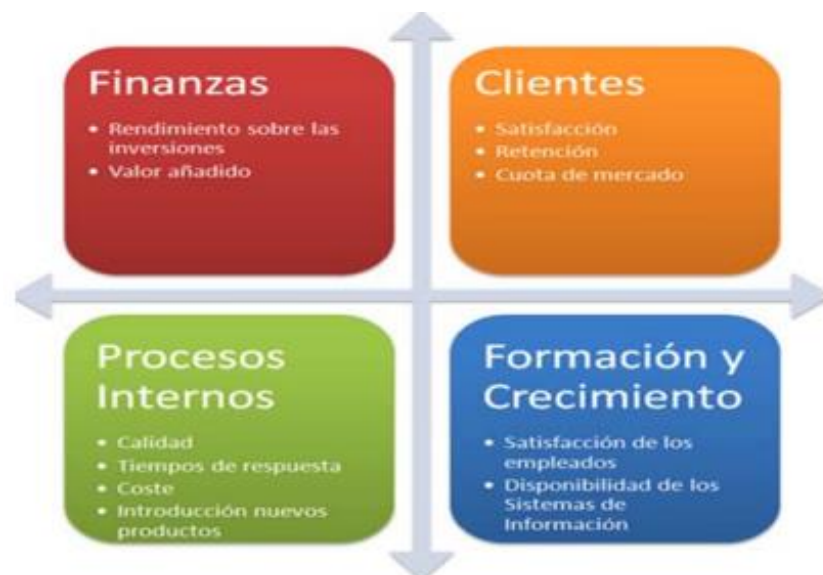 Finanzas
• Rendimiento sobre las
inversiones
• Valor añadido
Clientes
• Satisfacción
• Retención
• Cuota de mercado
Procesos
Internos
• Calidad
• Tiempos de respuesta
• Coste
• Introducción nuevos
productos
Formación y
Crecimiento
• Satisfacción de los
empleados
• Disponibilidad de los
Sistemas de
Información